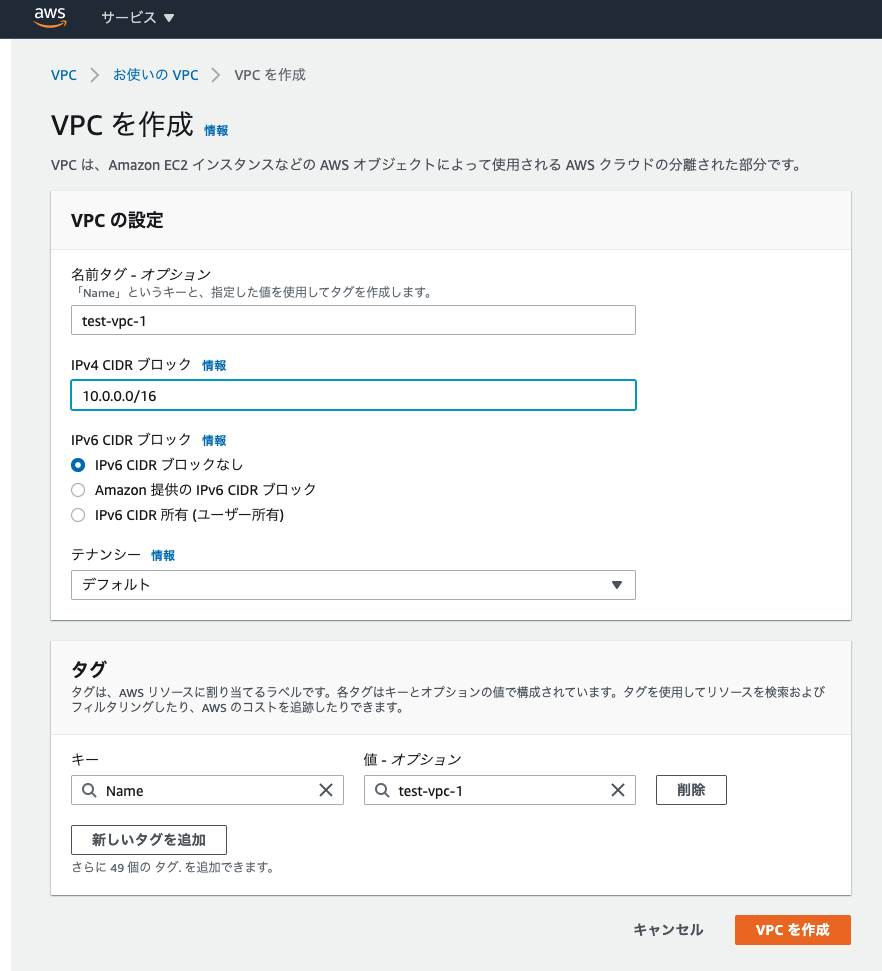 aws サービス ▼
VPC > お使いの VPC > VPC を作成
VPC を作成 情報
VPC は、Amazon EC2 インスタンスなどの AWS オブジェクトによって使用される AWS クラウドの分離された部分です。
VPC の設定
名前タグ - オプション
「Name」というキーと、指定した値を使用してタグを作成します。
test-vpc-1
IPv4 CIDR ブロック 情報
10.0.0.0/16
IPv6 CIDR ブロック 情報
IPv6 CIDR ブロックなし
Amazon 提供の IPv6 CIDR ブロック
IPv6 CIDR 所有 (ユーザー所有)
テナンシー 情報
デフォルト
タグ
タグは、AWS リソースに割り当てるラベルです。各タグはキーとオプションの値で構成されています。タグを使用してリソースを検索および
フィルタリングしたり、AWS のコストを追跡したりできます。
キー 値 - オプション
Name test-vpc-1 削除
新しいタグを追加
さらに 49 個の タグ. を追加できます。
キャンセル VPC を作成